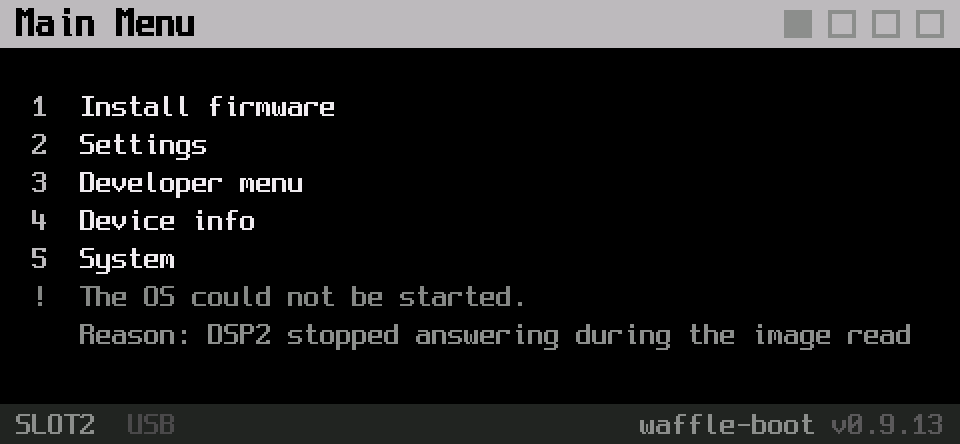 Main Menu
1 Install firmware
2 Settings
3 Developer menu
4 Device info
5 System
! The OS could not be started.
Reason: DSP2 stopped answering during the image read
SLOT2 USB waffle-boot v0.9.13